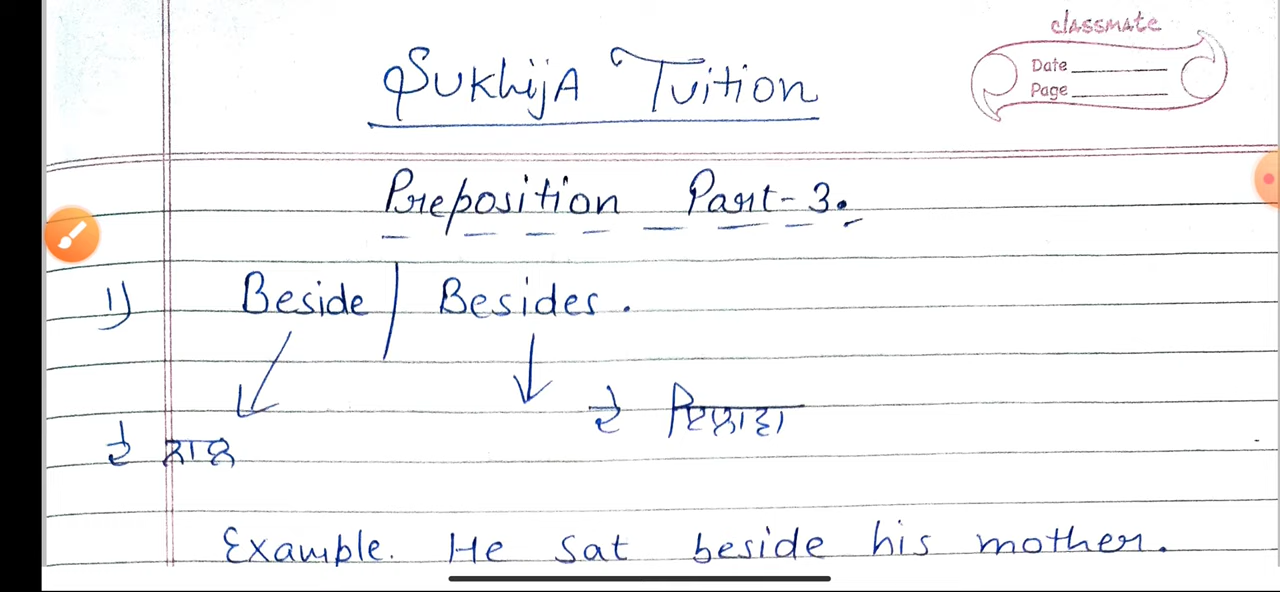 classmate
Date
Page
Sukhija Tuition
Preposition Part-3.
1) Beside / Besides.
ਦੇ ਇਲਾਵਾ
ਦੇ ਨਾਲ
Example. He sat beside his mother.